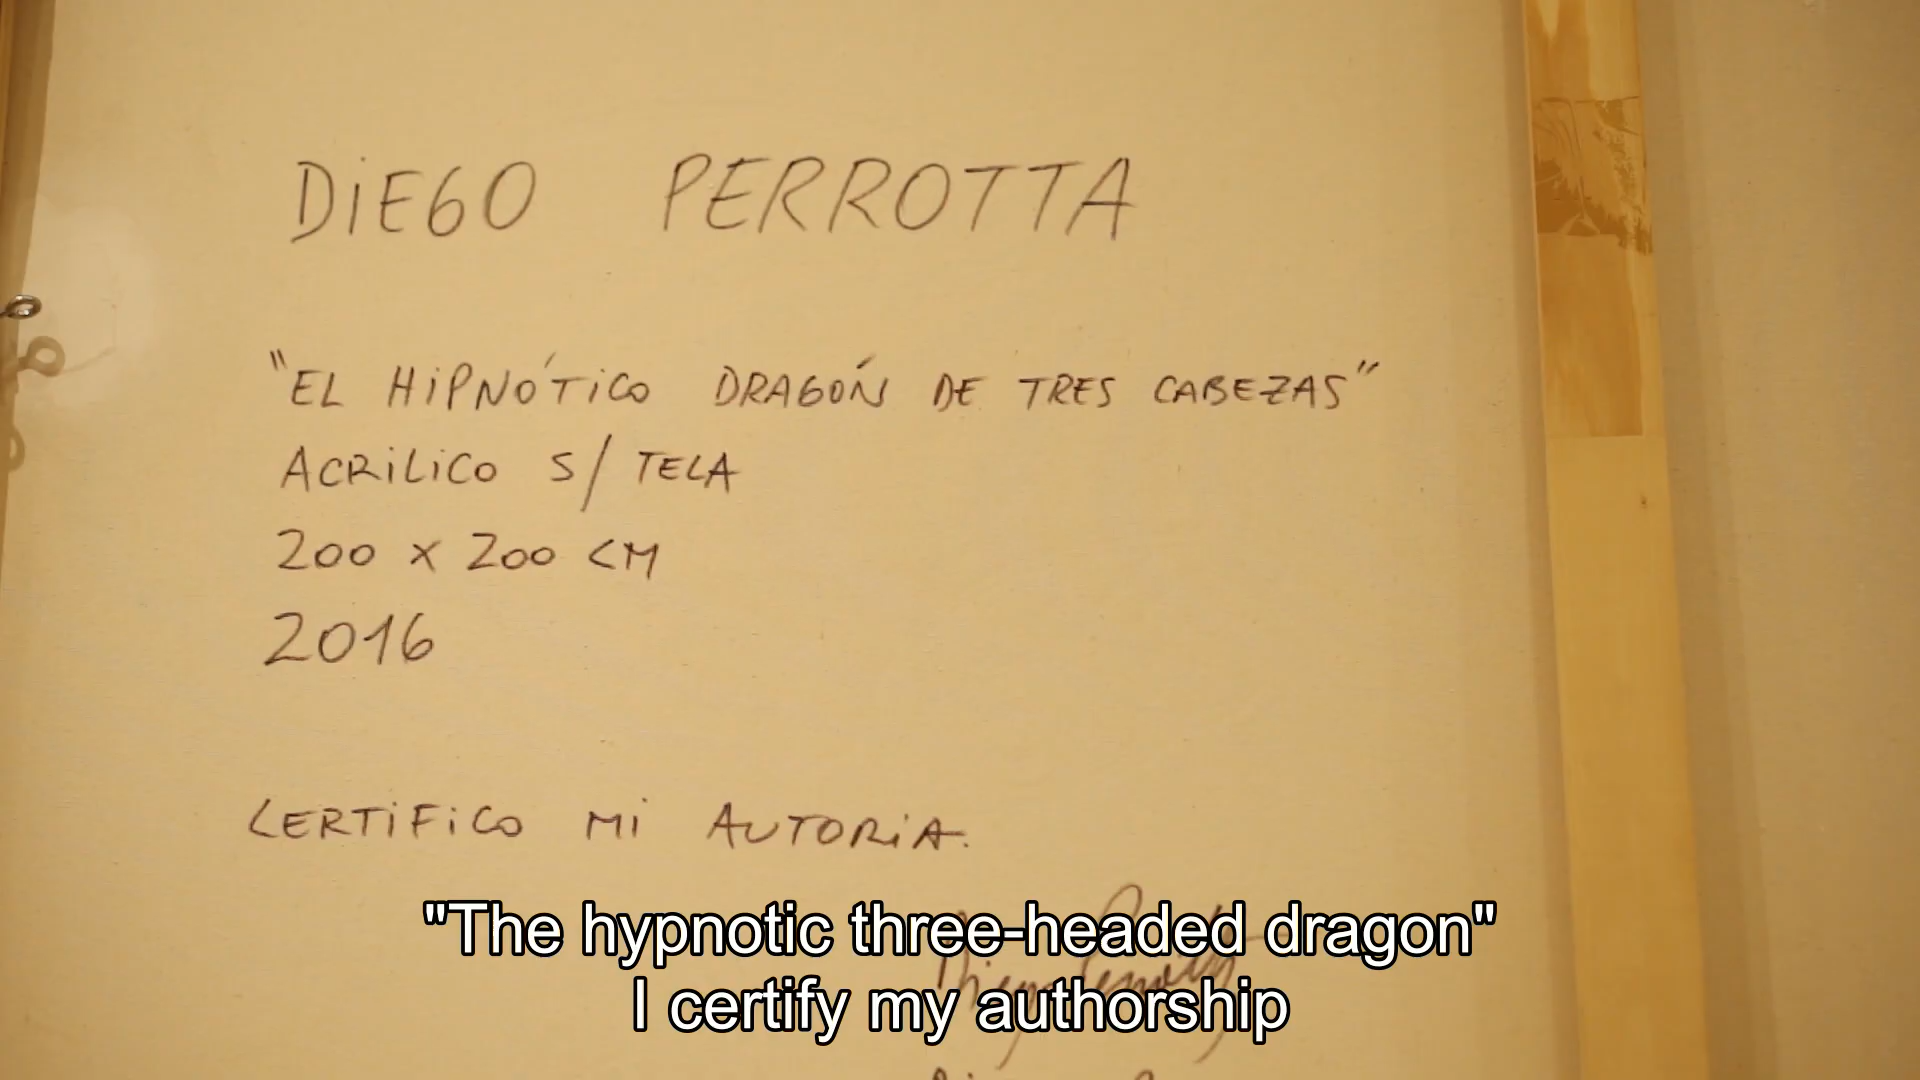 DiEGO PERROTTA
"EL HiPNÓTiCO DRAGÓN DE TRES CABEZAS"
ACRiLiCO S/ TELA
200 x 200 CM
2016
CERTiFiCO Mi AUTORiA.
"The hypnotic three-headed dragon"
I certify my authorship